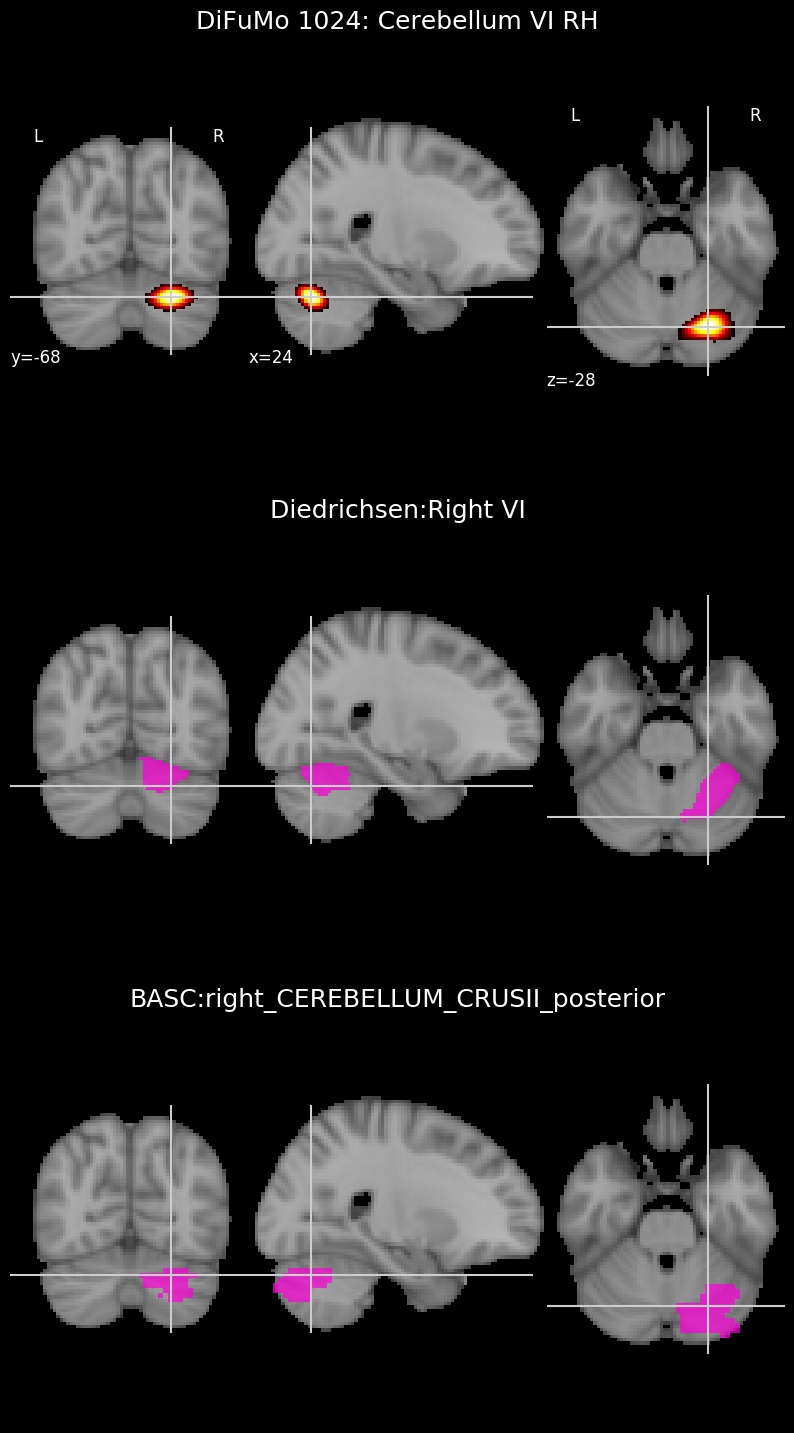 DiFuMo 1024: Cerebellum VI RH
L R L R
y=-68 x=24 z=-28
Diedrichsen:Right VI
BASC:right_CEREBELLUM_CRUSII_posterior